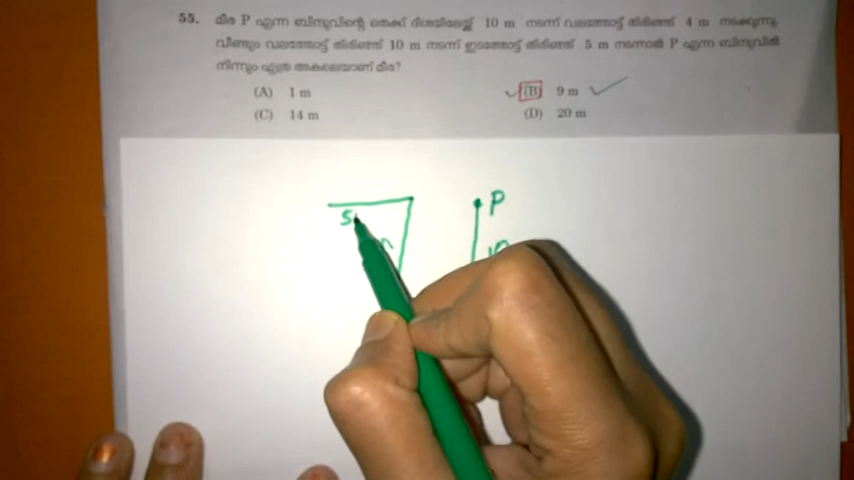 55. മീര P എന്ന ബിന്ദുവിന്റെ തെക്ക് ദിശയിലേയ്ക്ക് 10 m നടന്ന് വലത്തോട്ട് തിരിഞ്ഞ് 4 m നടക്കുന്നു.
വീണ്ടും വലത്തോട്ട് തിരിഞ്ഞ് 10 m നടന്ന് ഇടത്തോട്ട് തിരിഞ്ഞ് 5 m നടന്നാൽ P എന്ന ബിന്ദുവിൽ
നിന്നും എത്ര അകലെയാണ് മീര?
(A) 1 m (B) 9 m
(C) 14 m (D) 20 m
P
5